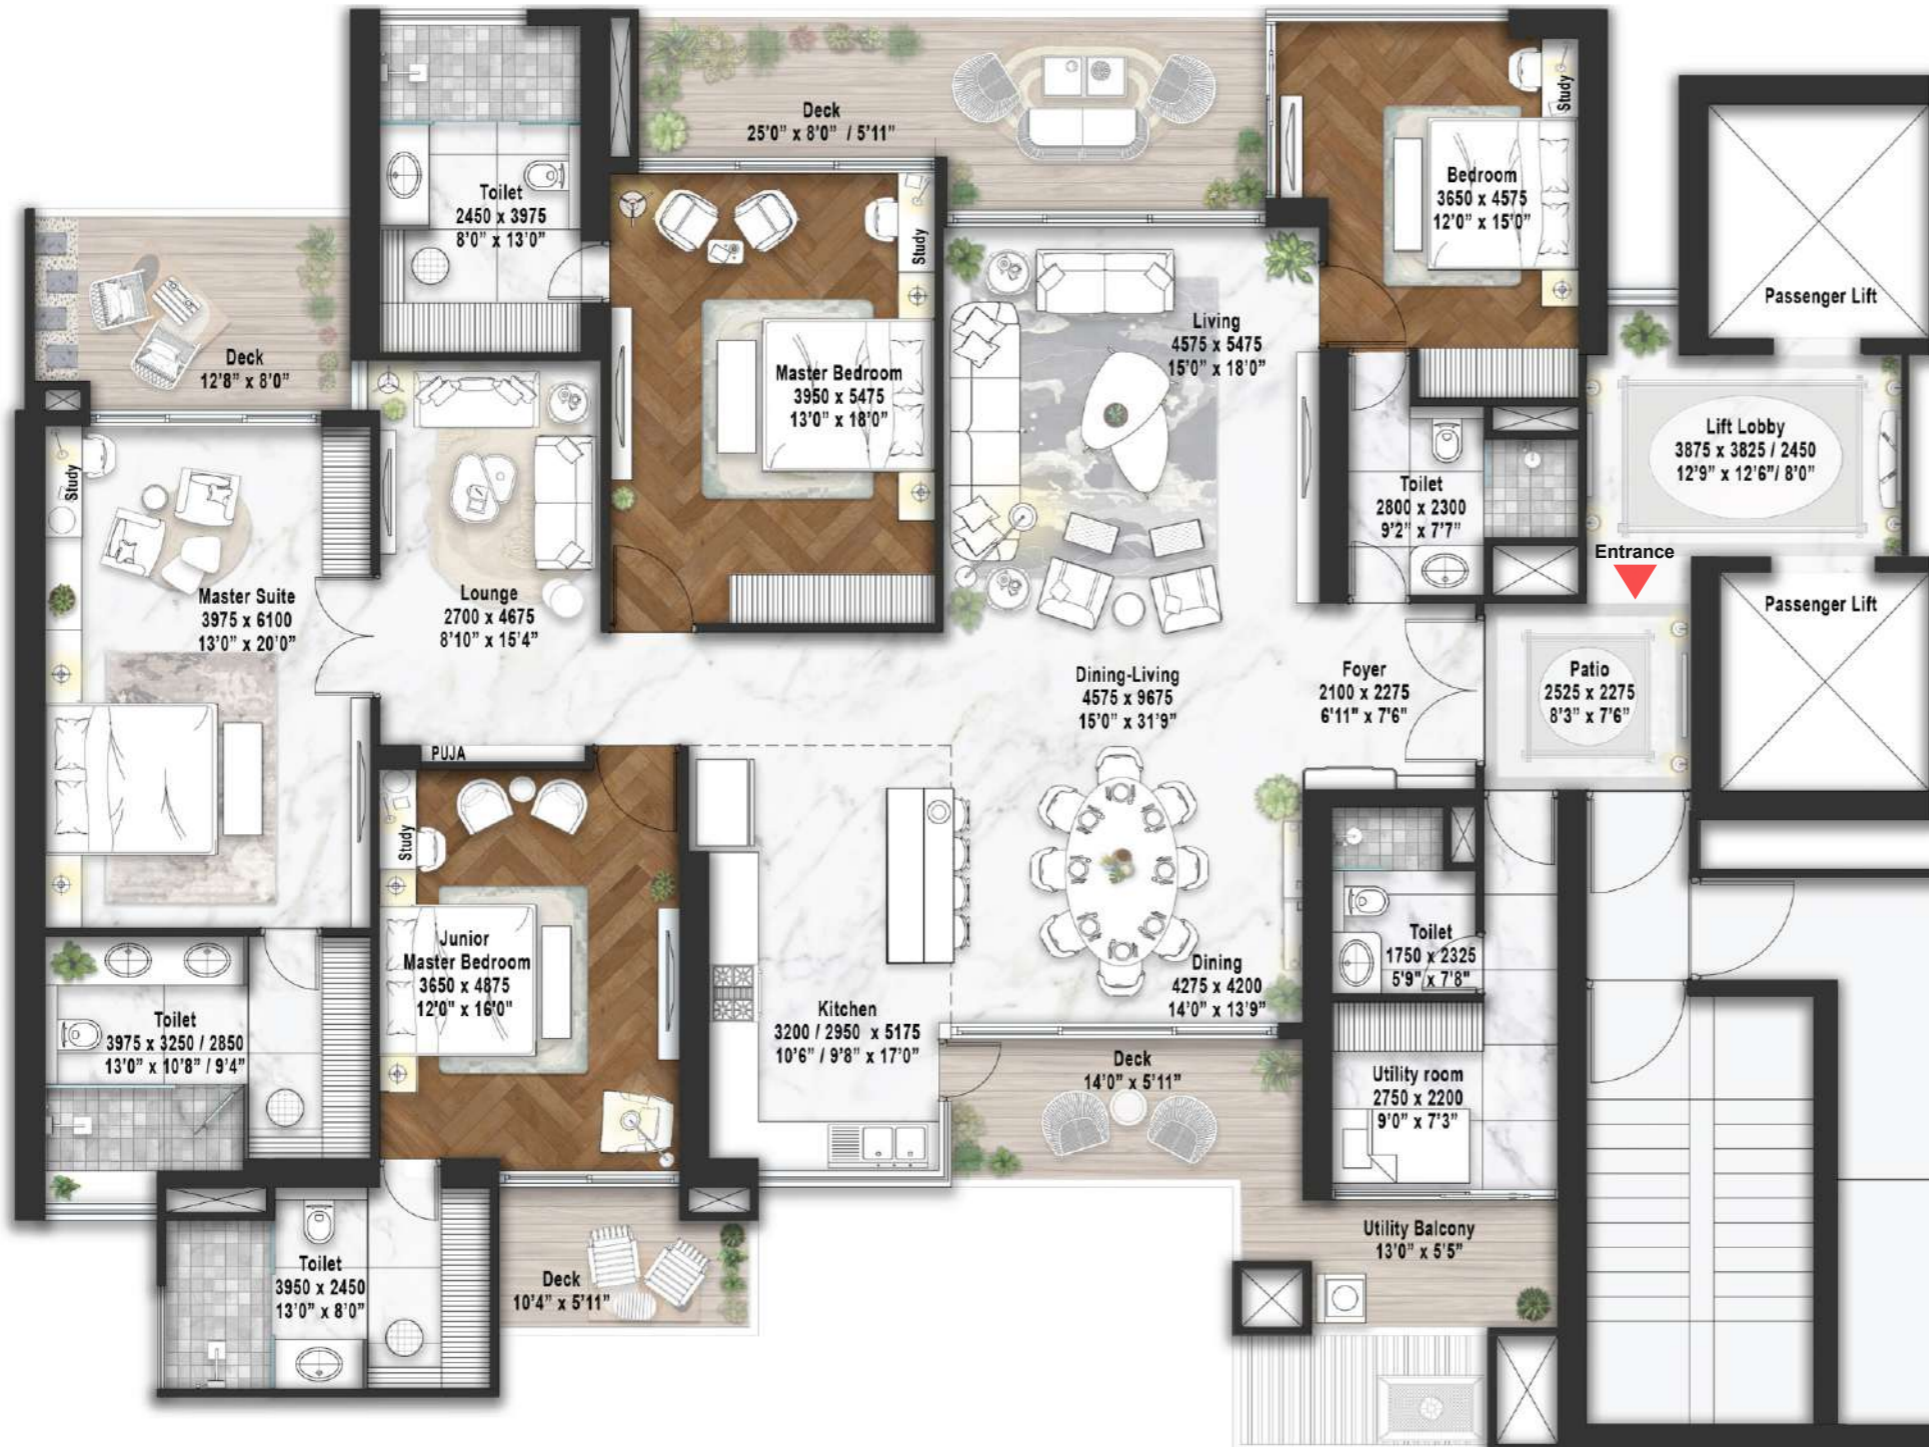 Deck
25'0" x 8'0" / 5'11"
Study
Bedroom
3650 x 4575
12'0" x 15'0"
Toilet
2450 x 3975
8'0" x 13'0"
Study
Passenger Lift
Living
4575 x 5475
15'0" x 18'0"
Deck
12'8" x 8'0"
Master Bedroom
3950 x 5475
13'0" x 18'0"
Lift Lobby
3875 x 3825 / 2450
12'9" x 12'6"/ 8'0"
Study
Toilet
2800 x 2300
9'2" x 7'7"
Entrance
Master Suite
3975 x 6100
13'0" x 20'0"
Lounge
2700 x 4675
8'10" x 15'4"
Passenger Lift
Dining-Living
4575 x 9675
15'0" x 31'9"
Foyer
2100 x 2275
6'11" x 7'6"
Patio
2525 x 2275
8'3" x 7'6"
PUJA
Study
Junior
Master Bedroom
3650 x 4875
12'0" x 16'0"
Toilet
1750 x 2325
5'9" x 7'8"
Dining
4275 x 4200
14'0" x 13'9"
Toilet
3975 x 3250 / 2850
13'0" x 10'8" / 9'4"
Kitchen
3200 / 2950 x 5175
10'6" / 9'8" x 17'0"
Deck
14'0" x 5'11"
Utility room
2750 x 2200
9'0" x 7'3"
Utility Balcony
13'0" x 5'5"
Toilet
3950 x 2450
13'0" x 8'0"
Deck
10'4" x 5'11"